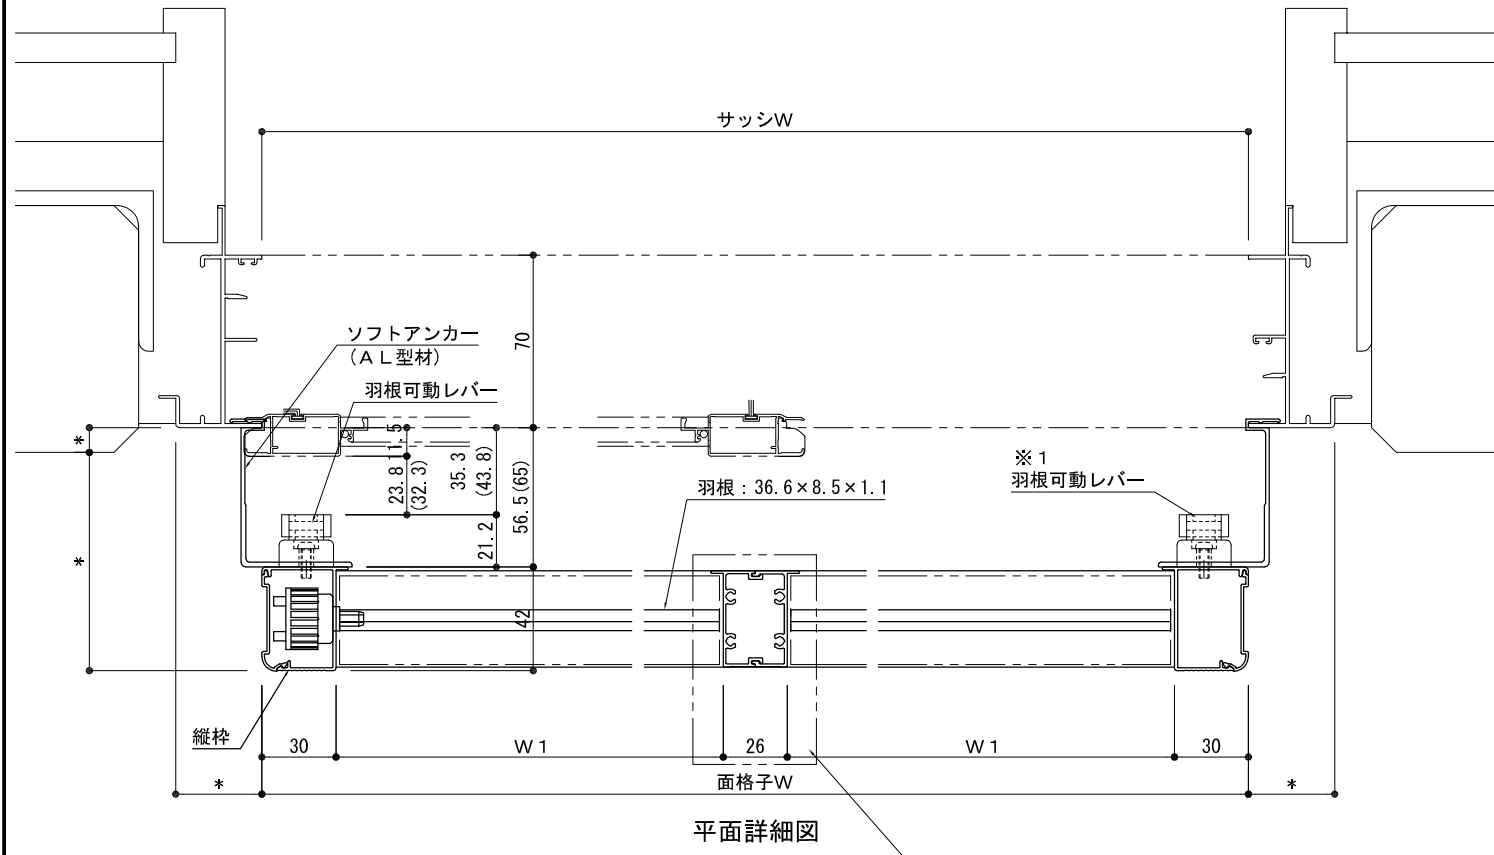 サッシW
70
ソフトアンカー
(AL型材)
羽根可動レバー
*
11.5
23.8
(32.3)
35.3
(43.8)
56.5(65)
21.2
羽根:36.6×8.5×1.1
※1
羽根可動レバー
*
42
縦枠
30
W1
26
W1
30
*
面格子W
*
平面詳細図